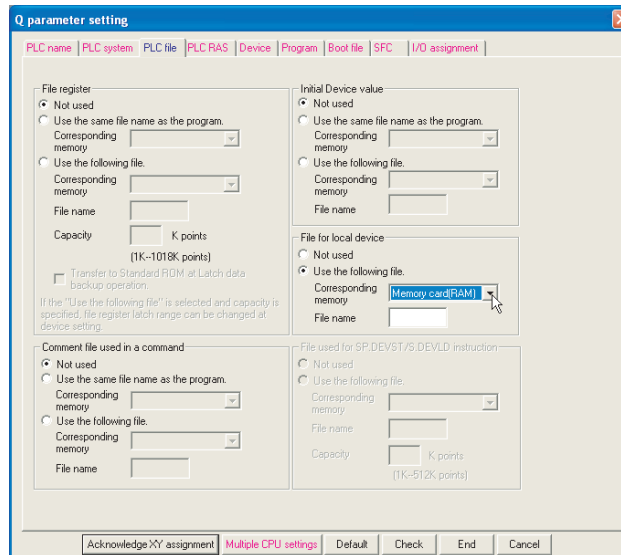 Q parameter setting
PLC name PLC system PLC file PLC RAS Device Program Boot file SFC I/O assignment
File register
Not used
Use the same file name as the program.
Corresponding
memory
Use the following file.
Corresponding
memory
File name
Capacity K points
(1K--1018K points)
Transfer to Standard ROM at Latch data
backup operation.
If the "Use the following file" is selected and capacity is
specified, file register latch range can be changed at
device setting.
Initial Device value
Not used
Use the same file name as the program.
Corresponding
memory
Use the following file.
Corresponding
memory
File name
File for local device
Not used
Use the following file.
Corresponding
memory
Memory card(RAM)
File name
Comment file used in a command
Not used
Use the same file name as the program.
Corresponding
memory
Use the following file.
Corresponding
memory
File name
File used for SP.DEVST/S.DEVLD instruction
Not used
Use the following file.
Corresponding
memory
File name
Capacity K points
(1K--512K points)
Acknowledge XY assignment Multiple CPU settings Default Check End Cancel